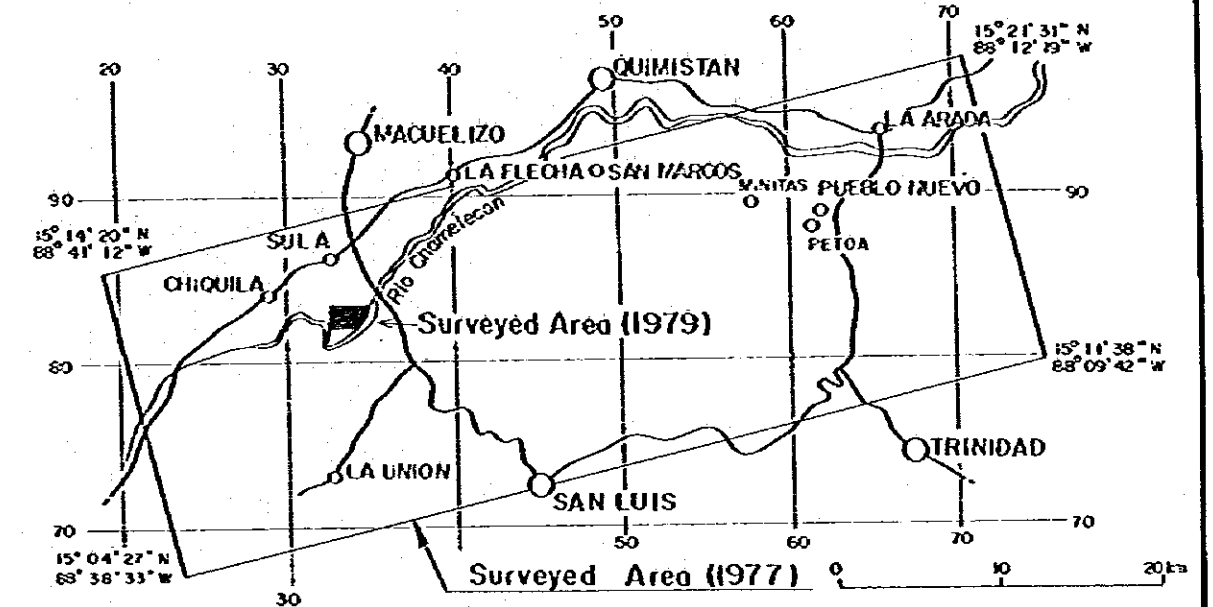 50
70
15° 21' 31" N
88° 12' 19" W
20
30
40
60
QUIMISTAN
MACUELIZO
LA ARADA
LA FLECHA
SAN MARCOS
MINITAS
PUEBLO NUEVO
90
90
15° 14' 20" N
88° 41' 12" W
SULA
Rio Chamelecon
PETOA
CHIQUILA
Surveyed Area (1979)
80
15° 11' 38" N
88° 09' 42" W
TRINIDAD
LA UNION
SAN LUIS
70
70
50
60
70
15° 04' 27" N
88° 38' 33" W
Surveyed Area (1977)
0 10 20 km
30